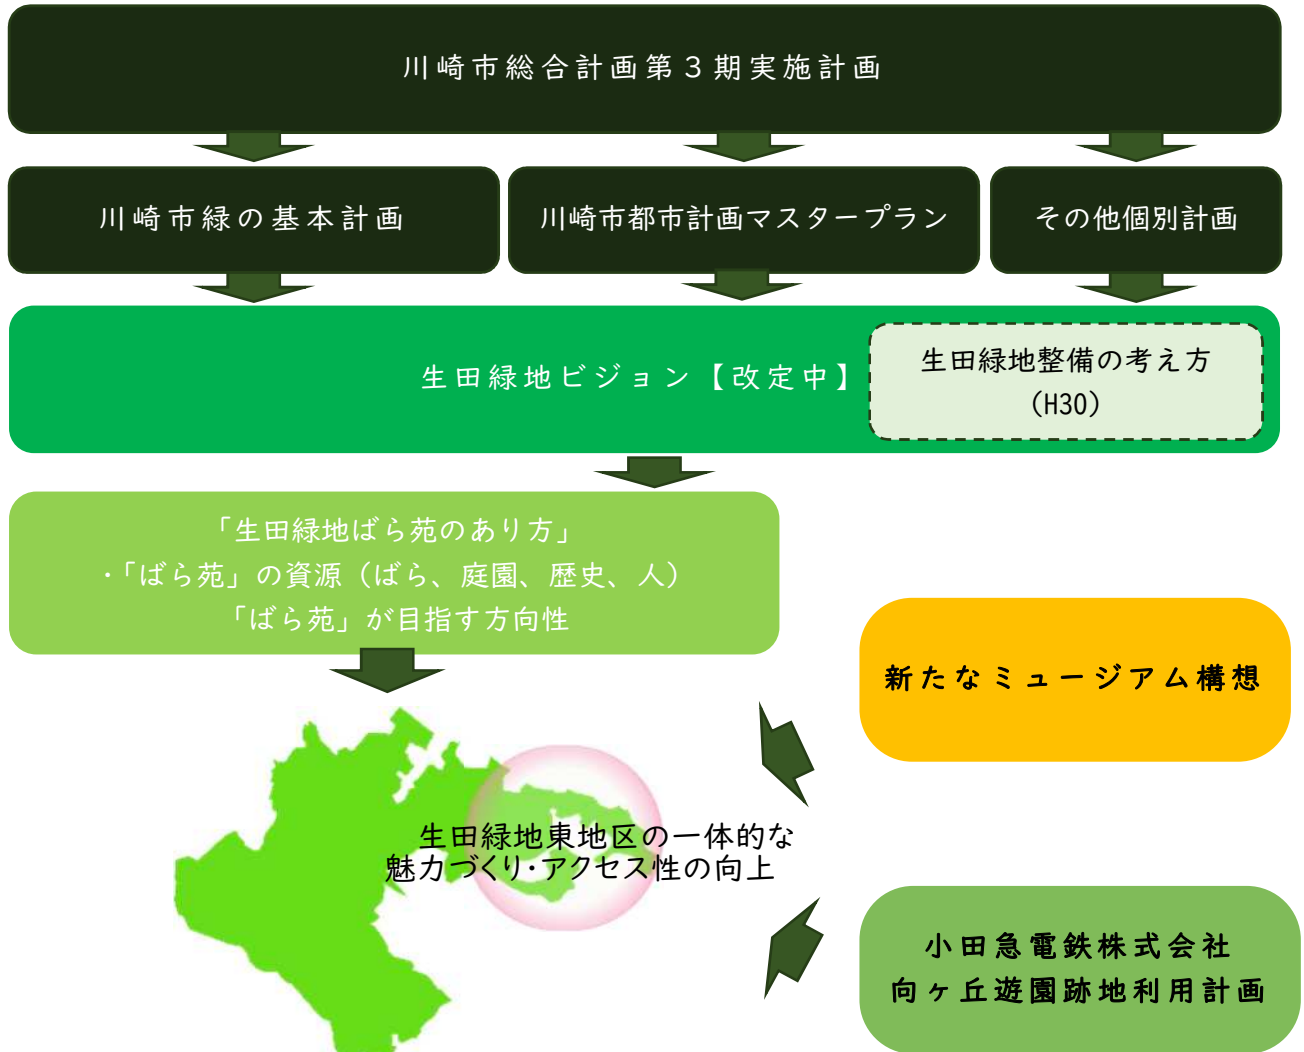 川崎市総合計画第３期実施計画
川崎市緑の基本計画
川崎市都市計画マスタープラン
その他個別計画
生田緑地ビジョン【改定中】
生田緑地整備の考え方
(H30)
「生田緑地ばら苑のあり方」
・「ばら苑」の資源（ばら、庭園、歴史、人）
「ばら苑」が目指す方向性
新たなミュージアム構想
生田緑地東地区の一体的な
魅力づくり・アクセス性の向上
小田急電鉄株式会社
向ヶ丘遊園跡地利用計画